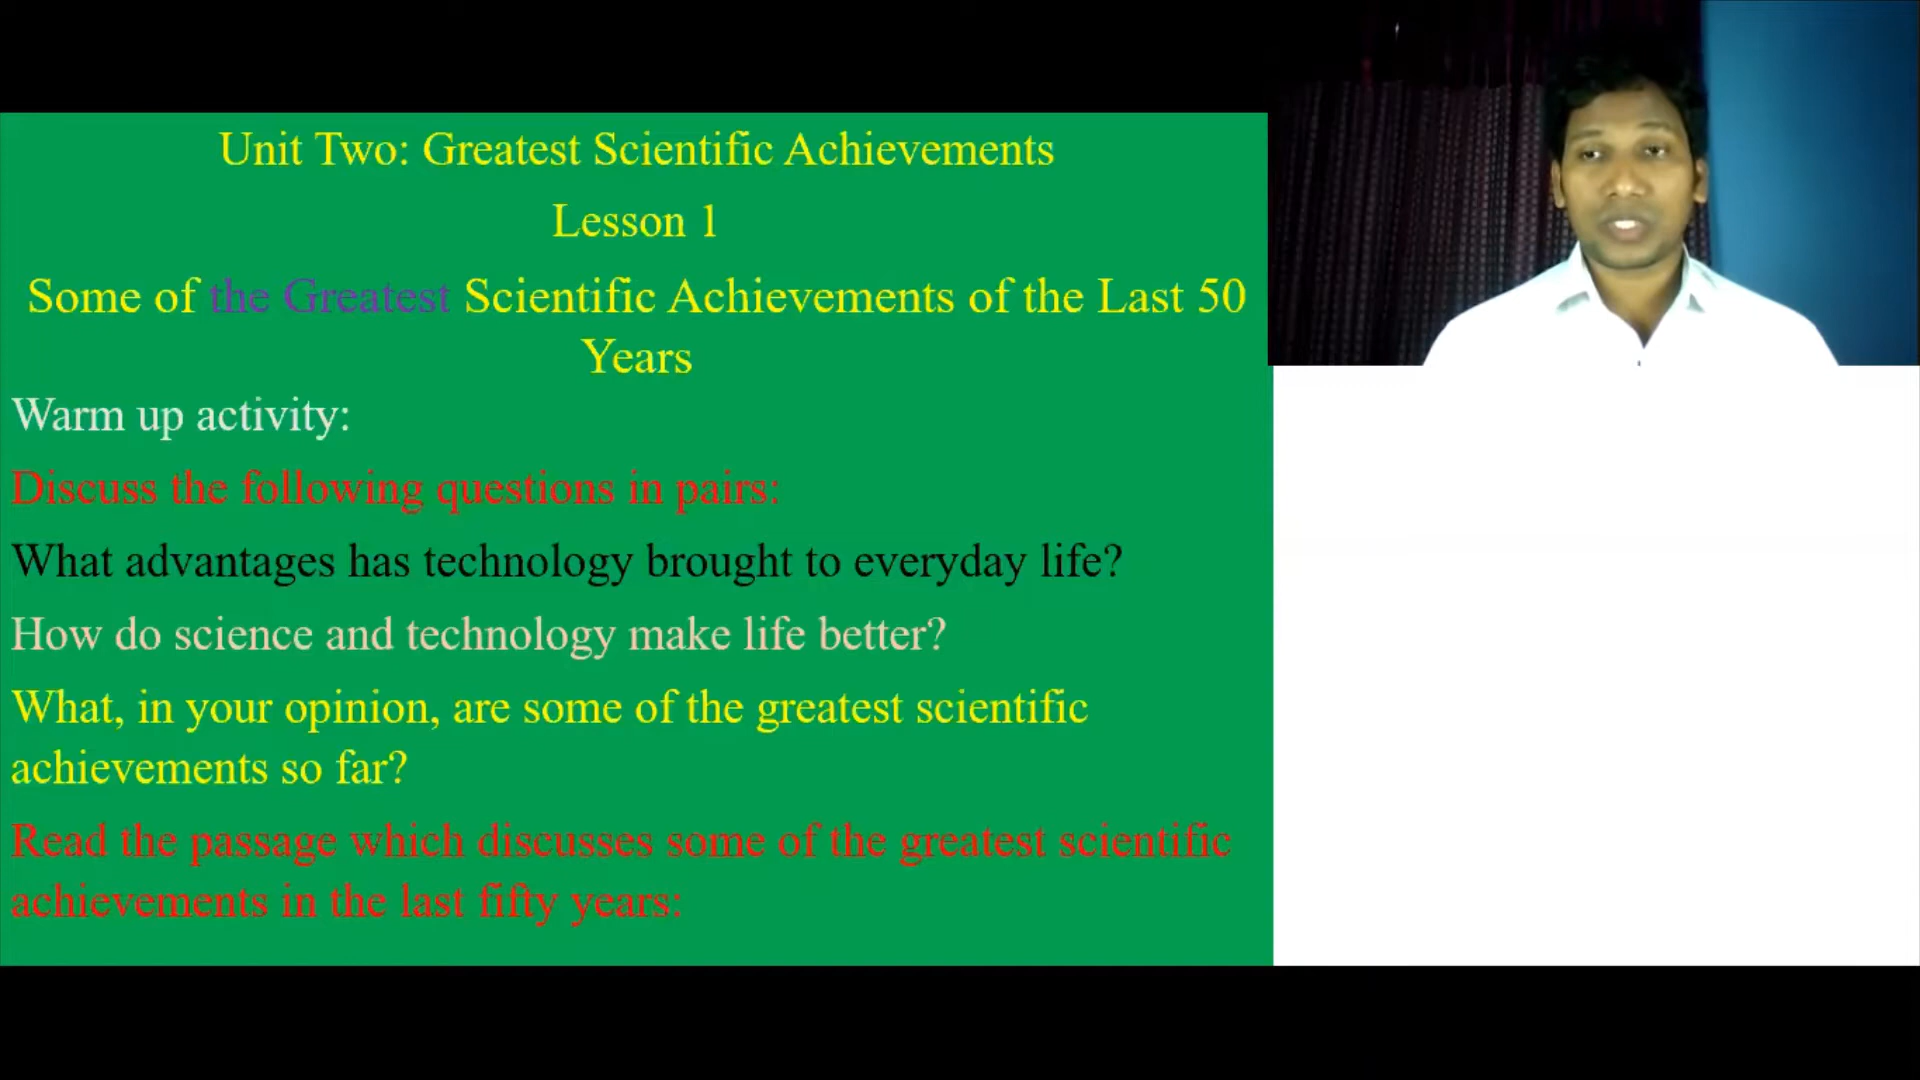 Unit Two: Greatest Scientific Achievements
Lesson 1
Some of the Greatest Scientific Achievements of the Last 50
Years
Warm up activity:
Discuss the following questions in pairs:
What advantages has technology brought to everyday life?
How do science and technology make life better?
What, in your opinion, are some of the greatest scientific
achievements so far?
Read the passage which discusses some of the greatest scientific
achievements in the last fifty years: